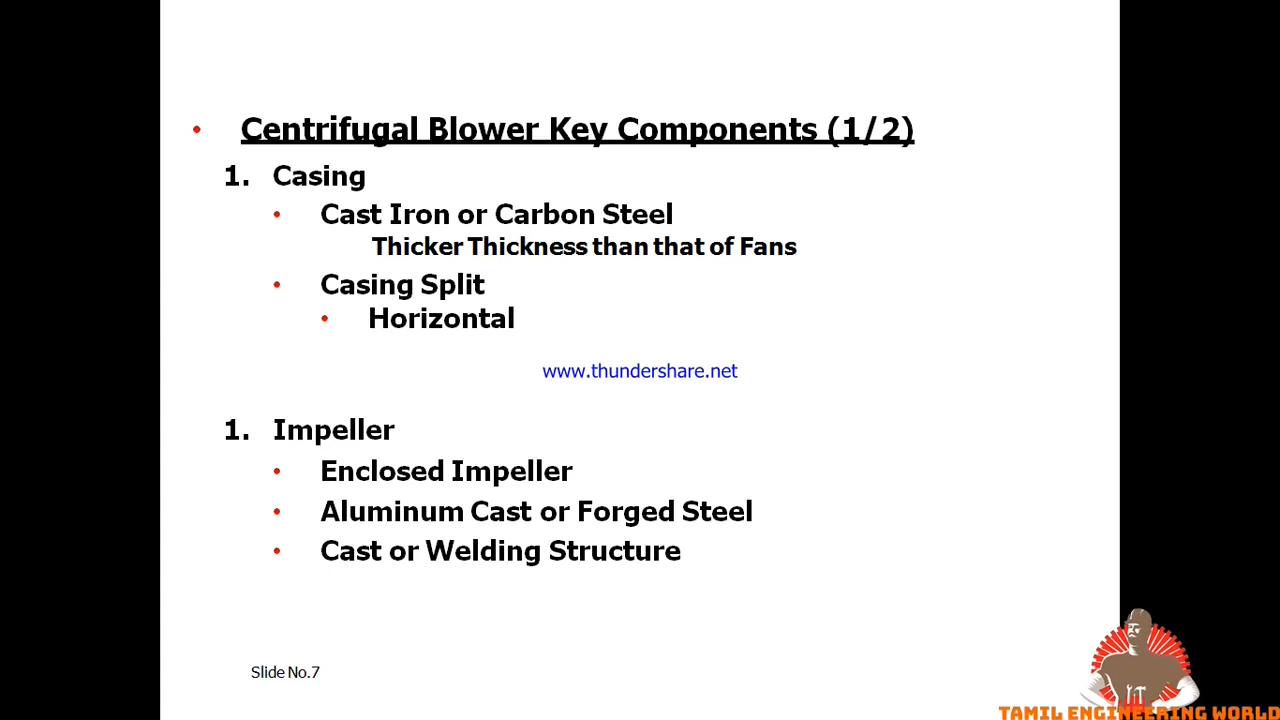 • Centrifugal Blower Key Components (1/2)
1. Casing
• Cast Iron or Carbon Steel
Thicker Thickness than that of Fans
• Casing Split
• Horizontal
www.thundershare.net
1. Impeller
• Enclosed Impeller
• Aluminum Cast or Forged Steel
• Cast or Welding Structure
Slide No.7
TAMIL ENGINEERING WORLD